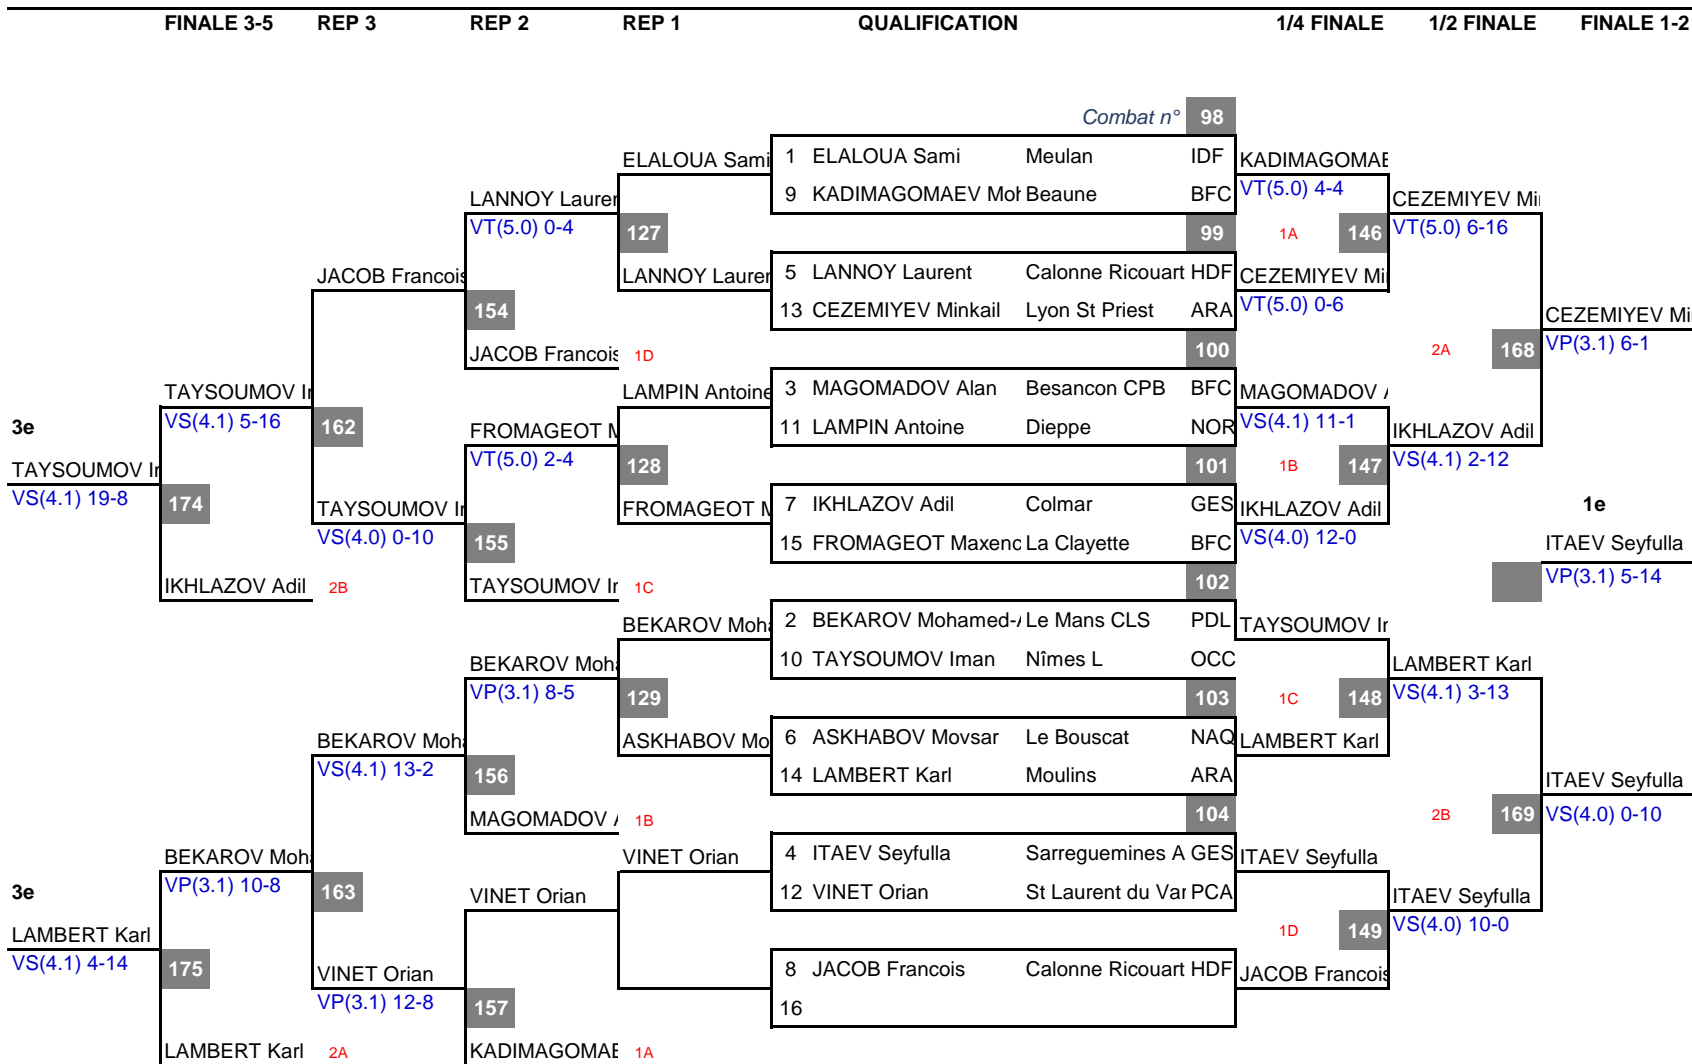 FINALE 3-5 REP 3 REP 2 REP 1 QUALIFICATION 1/4 FINALE 1/2 FINALE FINALE 1-2
Combat n° 98
ELALOUA Sami 1 ELALOUA Sami Meulan IDF KADIMAGOMAE
LANNOY Laurer 9 KADIMAGOMAEV Moh Beaune BFC VT(5.0) 4-4 CEZEMIYEV Mi
VT(5.0) 0-4 127 99 1A 146 VT(5.0) 6-16
JACOB Francois LANNOY Laurer 5 LANNOY Laurent Calonne Ricouart HDF CEZEMIYEV Mi
154 13 CEZEMIYEV Minkail Lyon St Priest ARA VT(5.0) 0-6 CEZEMIYEV Mi
JACOB Francois 1D 100 2A 168 VP(3.1) 6-1
TAYSOUMOV Ir LAMPIN Antoine 3 MAGOMADOV Alan Besancon CPB BFC MAGOMADOV A
3e VS(4.1) 5-16 162 FROMAGEOT M 11 LAMPIN Antoine Dieppe NOR VS(4.1) 11-1 IKHLAZOV Adil
TAYSOUMOV Ir VT(5.0) 2-4 128 101 1B 147 VS(4.1) 2-12
VS(4.1) 19-8 174 TAYSOUMOV Ir FROMAGEOT M 7 IKHLAZOV Adil Colmar GES IKHLAZOV Adil 1e
VS(4.0) 0-10 155 15 FROMAGEOT Maxenc La Clayette BFC VS(4.0) 12-0 ITAEV Seyfulla
IKHLAZOV Adil 2B TAYSOUMOV Ir 1C 102 VP(3.1) 5-14
BEKAROV Moha 2 BEKAROV Mohamed-A Le Mans CLS PDL TAYSOUMOV Ir
BEKAROV Moha 10 TAYSOUMOV Iman Nîmes L OCC LAMBERT Karl
VP(3.1) 8-5 129 103 1C 148 VS(4.1) 3-13
BEKAROV Moha ASKHABOV Mo 6 ASKHABOV Movsar Le Bouscat NAQ LAMBERT Karl
VS(4.1) 13-2 156 14 LAMBERT Karl Moulins ARA ITAEV Seyfulla
MAGOMADOV A 1B 104 2B 169 VS(4.0) 0-10
BEKAROV Moha VINET Orian 4 ITAEV Seyfulla Sarreguemines A GES ITAEV Seyfulla
3e VP(3.1) 10-8 163 VINET Orian 12 VINET Orian St Laurent du Var PCA ITAEV Seyfulla
LAMBERT Karl 1D 149 VS(4.0) 10-0
VS(4.1) 4-14 175 VINET Orian 8 JACOB Francois Calonne Ricouart HDF JACOB Francois
VP(3.1) 12-8 157 16
LAMBERT Karl 2A KADIMAGOMAE 1A